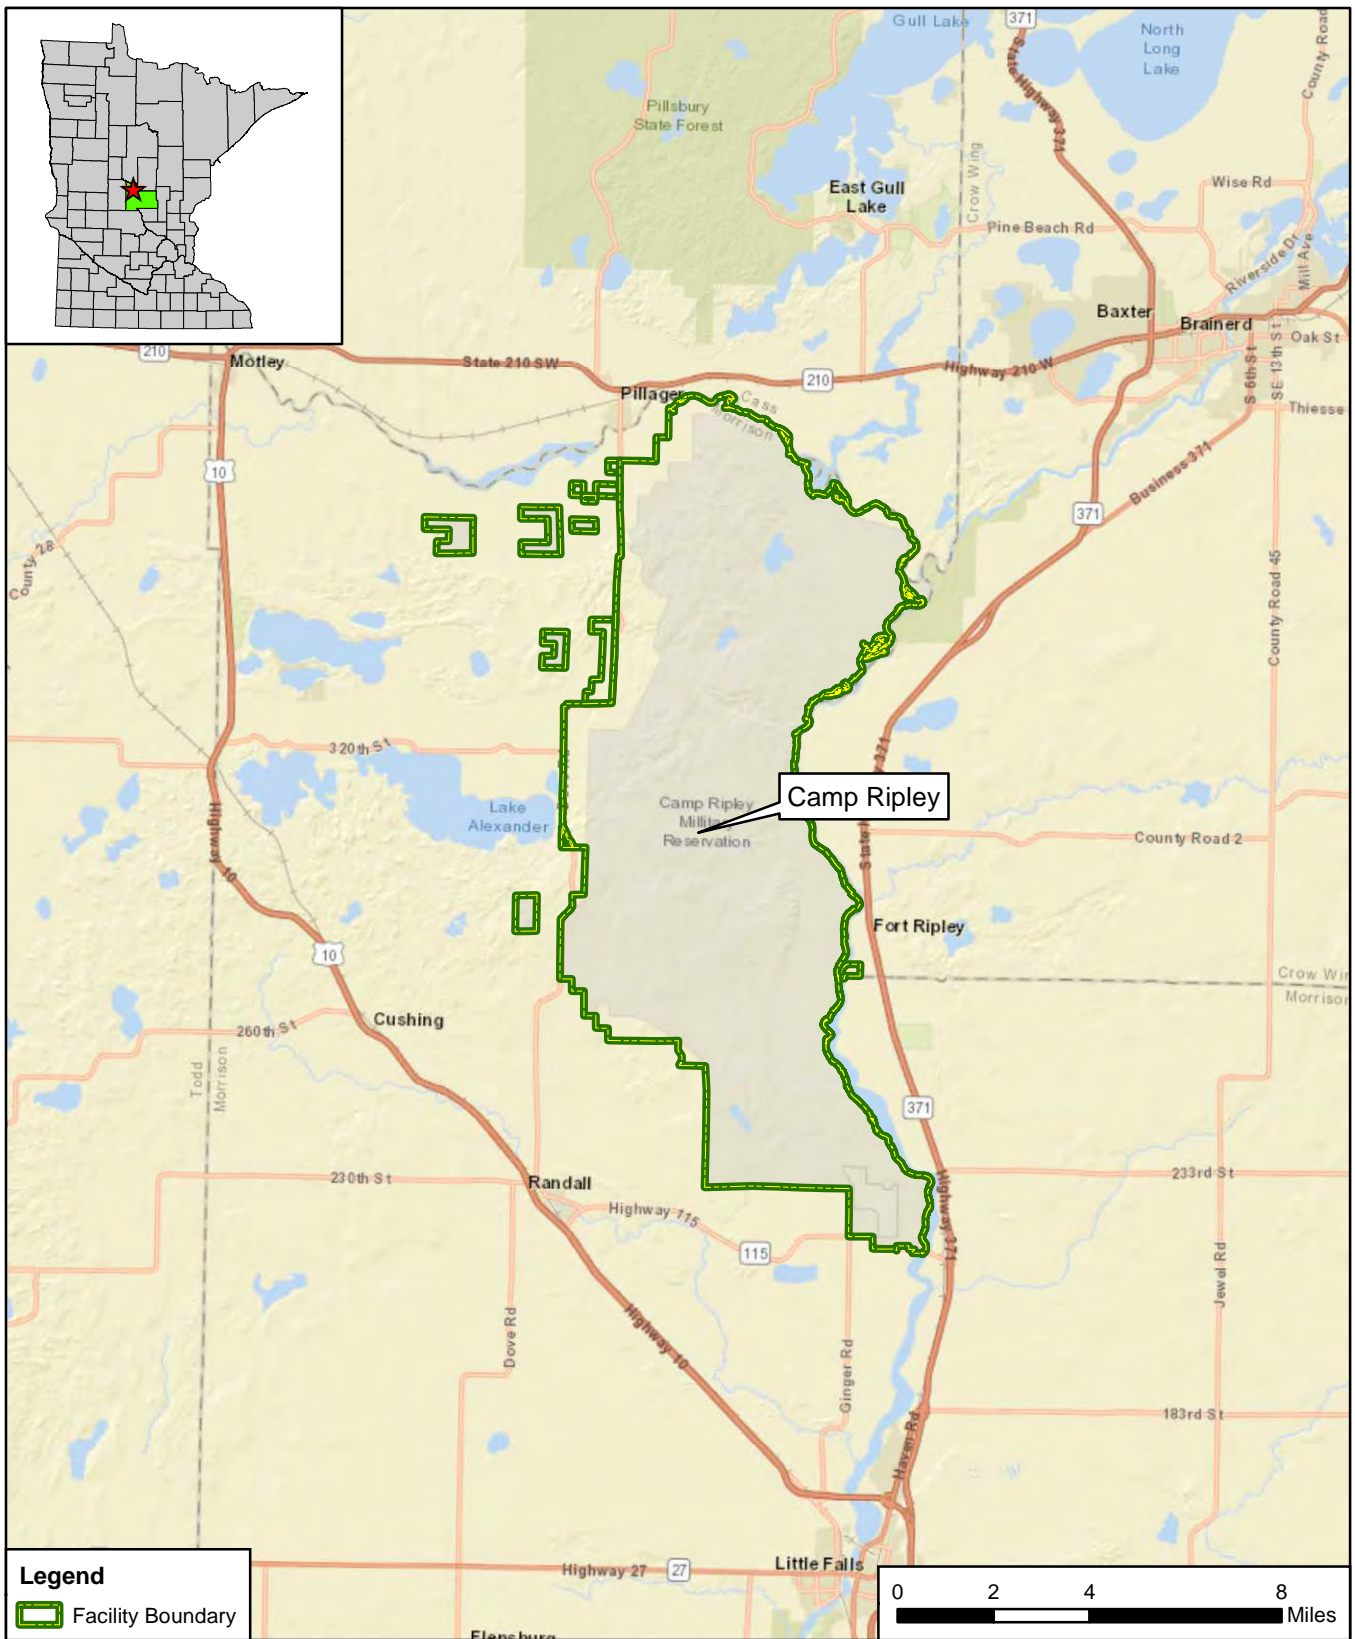 Gull Lake
371
North
Long
Lake
County Road
State Highway 371
Pillsbury
State Forest
Crow Wing
Wise Rd
East Gull
Lake
Pine Beach Rd
Riverside Dr
Mill Ave
Baxter
Brainerd
Oak St
210
Motley
State 210 SW
Highway 210 W
210
S 6th St
SE 13th St
Pillager
Cass
Morrison
Thiesse
10
Business 371
371
County 28
County Road 45
320th St
State H
y 371
Lake
Alexander
Camp Ripley
Military
Reservation
Camp Ripley
Highway 10
County Road 2
Fort Ripley
10
Crow Wi
Morrison
Cushing
260th St
Todd
Morrison
371
230th St
Randall
Highway 115
Highway 371
233rd St
115
Jewel Rd
Dove Rd
Highway 10
Ginger Rd
Haven Rd
183rd St
Highway 27
27
Little Falls
Flensburg
Legend
Facility Boundary
0 2 4 8
Miles